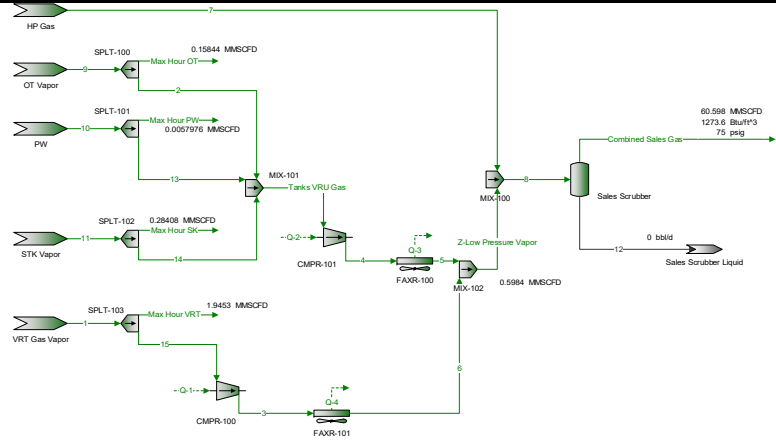 7
HP Gas
SPLT-100
0.15844 MMSCFD
Max Hour OT
9
2
OT Vapor
SPLT-101
Max Hour PW
0.0057976 MMSCFD
10
PW
13
MIX-101
Tanks VRU Gas
60.598 MMSCFD
1273.6 Btu/ft^3
75 psig
Combined Sales Gas
8
MIX-100
Sales Scrubber
SPLT-102
0.28408 MMSCFD
Max Hour SK
11
STK Vapor
14
Q-2
CMPR-101
4
Q-3
FAXR-100
5
Z-Low Pressure Vapor
MIX-102
0.5984 MMSCFD
0 bbl/d
12
Sales Scrubber Liquid
SPLT-103
1.9453 MMSCFD
Max Hour VRT
1
VRT Gas Vapor
15
6
Q-1
CMPR-100
3
Q-4
FAXR-101